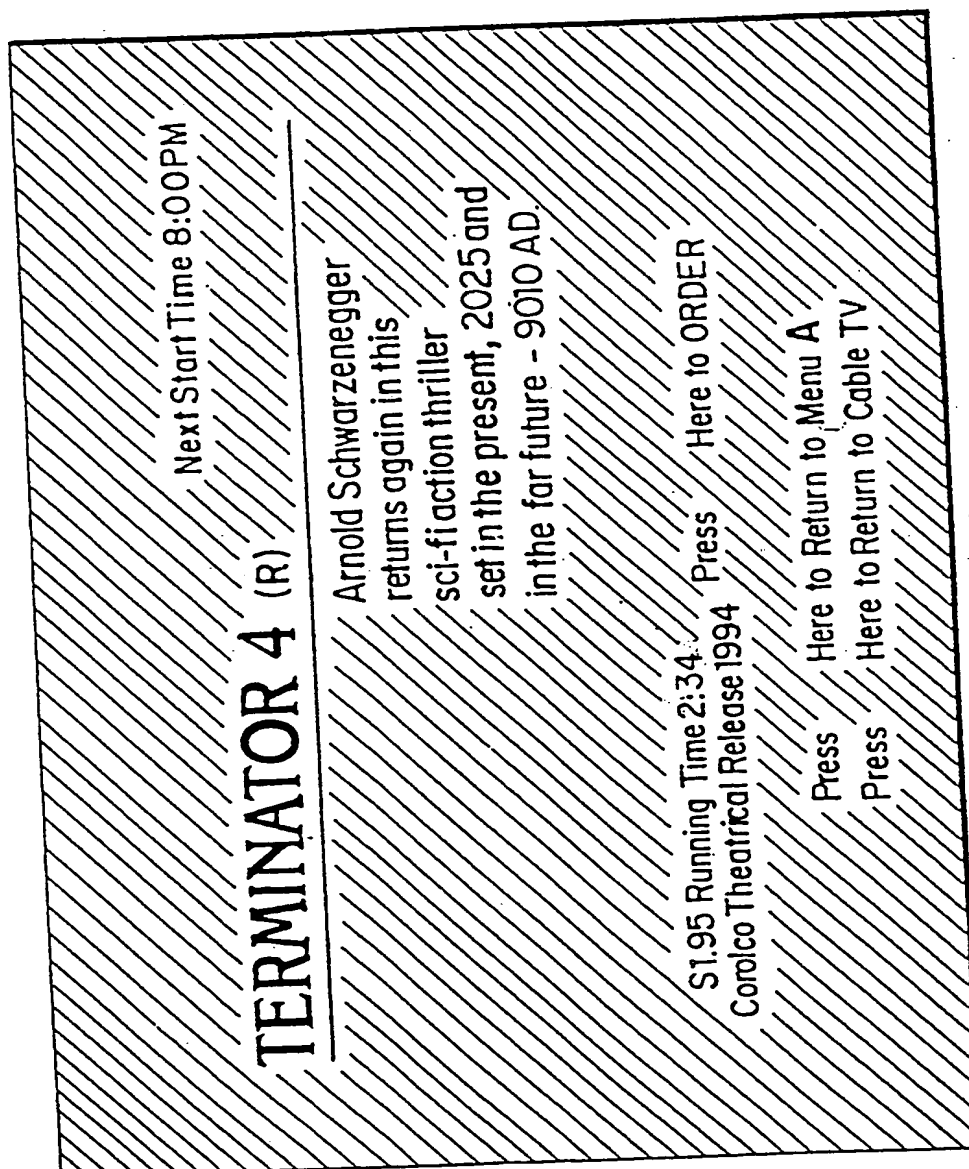 Next Start Time 8:00PM
TERMINATOR 4 (R)
Arnold Schwarzenegger
returns again in this
sci-fi action thriller
set in the present, 2025 and
in the far future - 9010 AD.
$1.95 Running Time 2:34 Press Here to ORDER
Corolco Theatrical Release 1994
Press Here to Return to Menu A
Press Here to Return to Cable TV